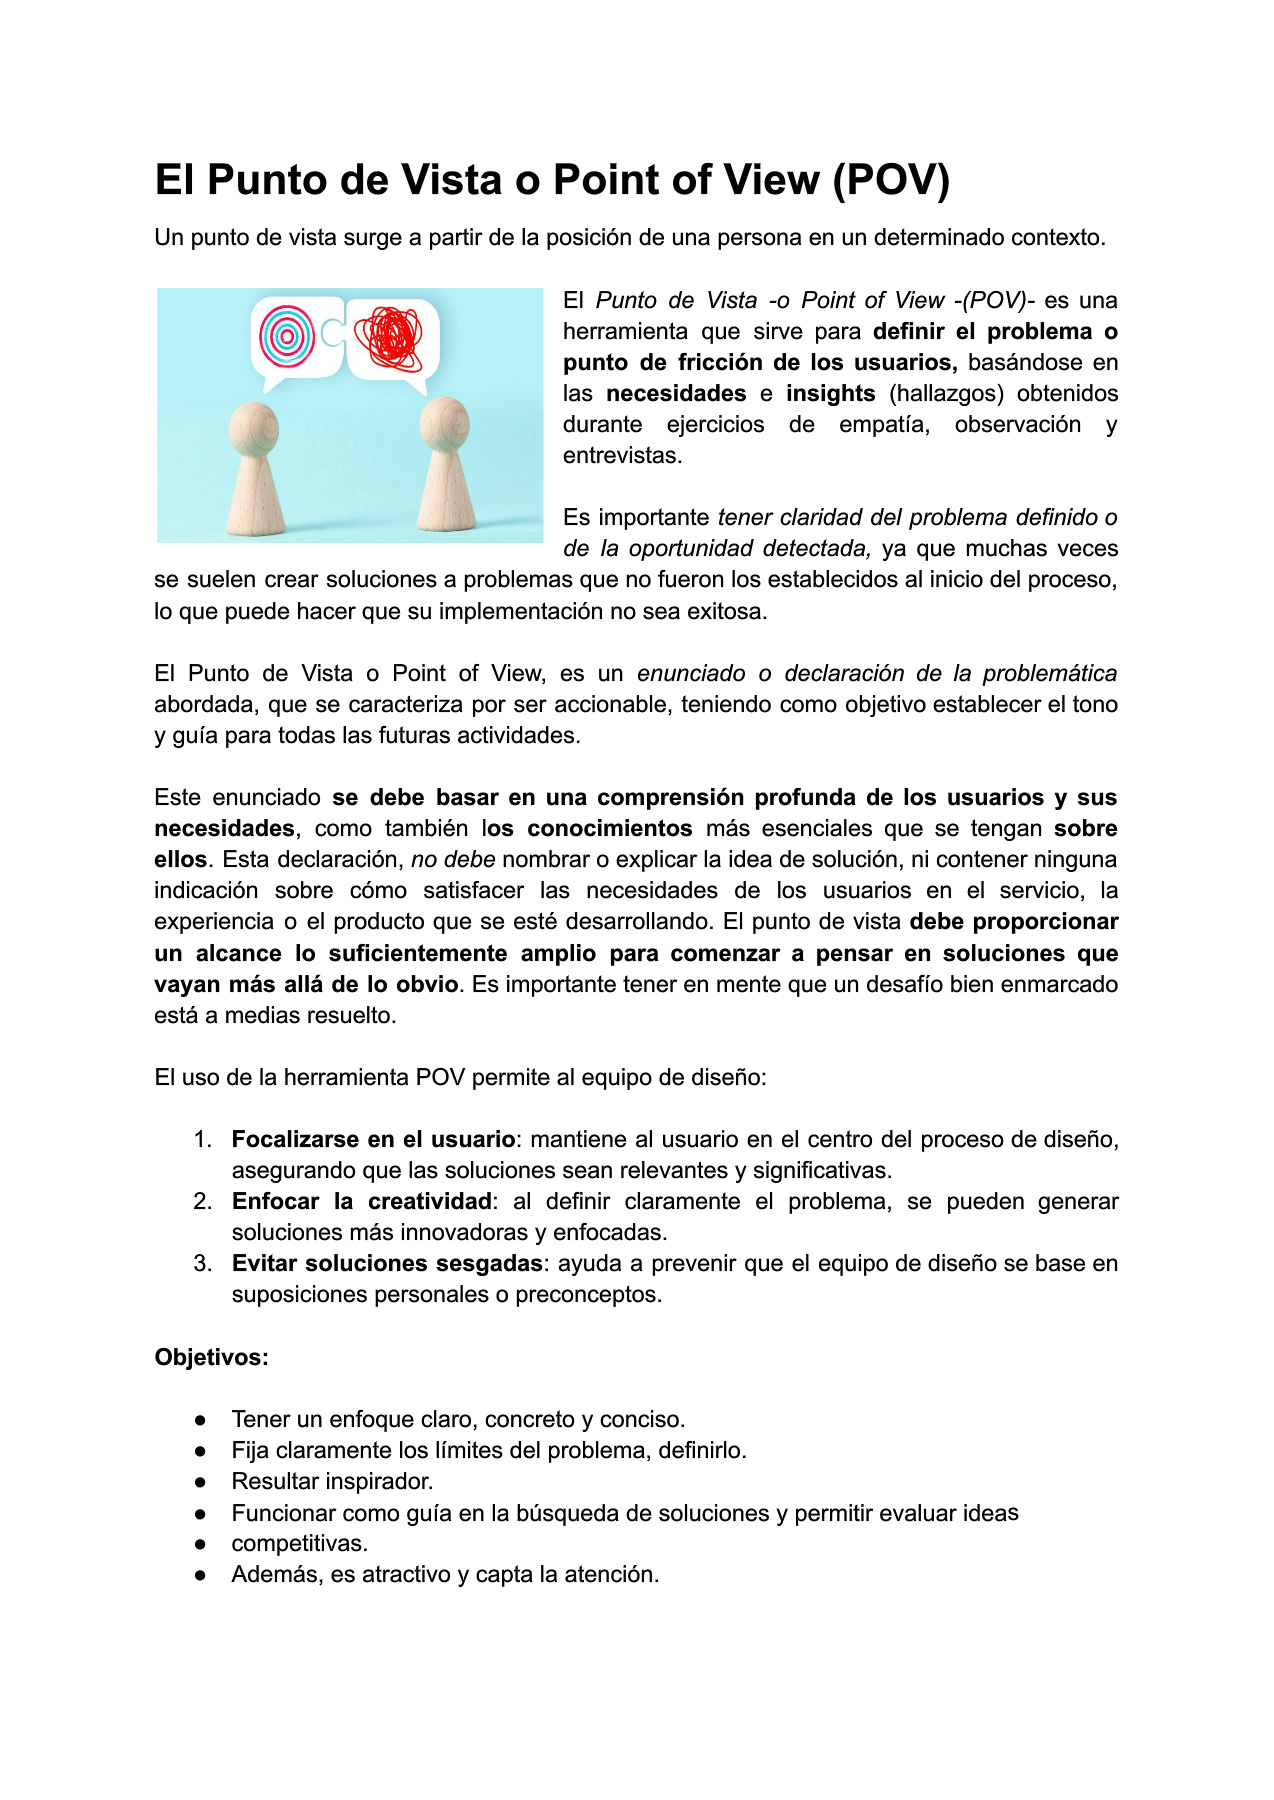 El Punto de Vista o Point of View (POV)
Un punto de vista surge a partir de la posición de una persona en un determinado contexto.
El Punto de Vista -o Point of View -(POV)- es una
herramienta que sirve para definir el problema o
punto de fricción de los usuarios, basándose en
las necesidades e insights (hallazgos) obtenidos
durante ejercicios de empatía, observación y
entrevistas.
Es importante tener claridad del problema definido o
de la oportunidad detectada, ya que muchas veces
se suelen crear soluciones a problemas que no fueron los establecidos al inicio del proceso,
lo que puede hacer que su implementación no sea exitosa.
El Punto de Vista o Point of View, es un enunciado o declaración de la problemática
abordada, que se caracteriza por ser accionable, teniendo como objetivo establecer el tono
y guía para todas las futuras actividades.
Este enunciado se debe basar en una comprensión profunda de los usuarios y sus
necesidades, como también los conocimientos más esenciales que se tengan sobre
ellos. Esta declaración, no debe nombrar o explicar la idea de solución, ni contener ninguna
indicación sobre cómo satisfacer las necesidades de los usuarios en el servicio, la
experiencia o el producto que se esté desarrollando. El punto de vista debe proporcionar
un alcance lo suficientemente amplio para comenzar a pensar en soluciones que
vayan más allá de lo obvio. Es importante tener en mente que un desafío bien enmarcado
está a medias resuelto.
El uso de la herramienta POV permite al equipo de diseño:
1. Focalizarse en el usuario: mantiene al usuario en el centro del proceso de diseño,
asegurando que las soluciones sean relevantes y significativas.
2. Enfocar la creatividad: al definir claramente el problema, se pueden generar
soluciones más innovadoras y enfocadas.
3. Evitar soluciones sesgadas: ayuda a prevenir que el equipo de diseño se base en
suposiciones personales o preconceptos.
Objetivos:
● Tener un enfoque claro, concreto y conciso.
● Fija claramente los límites del problema, definirlo.
● Resultar inspirador.
● Funcionar como guía en la búsqueda de soluciones y permitir evaluar ideas
● competitivas.
● Además, es atractivo y capta la atención.